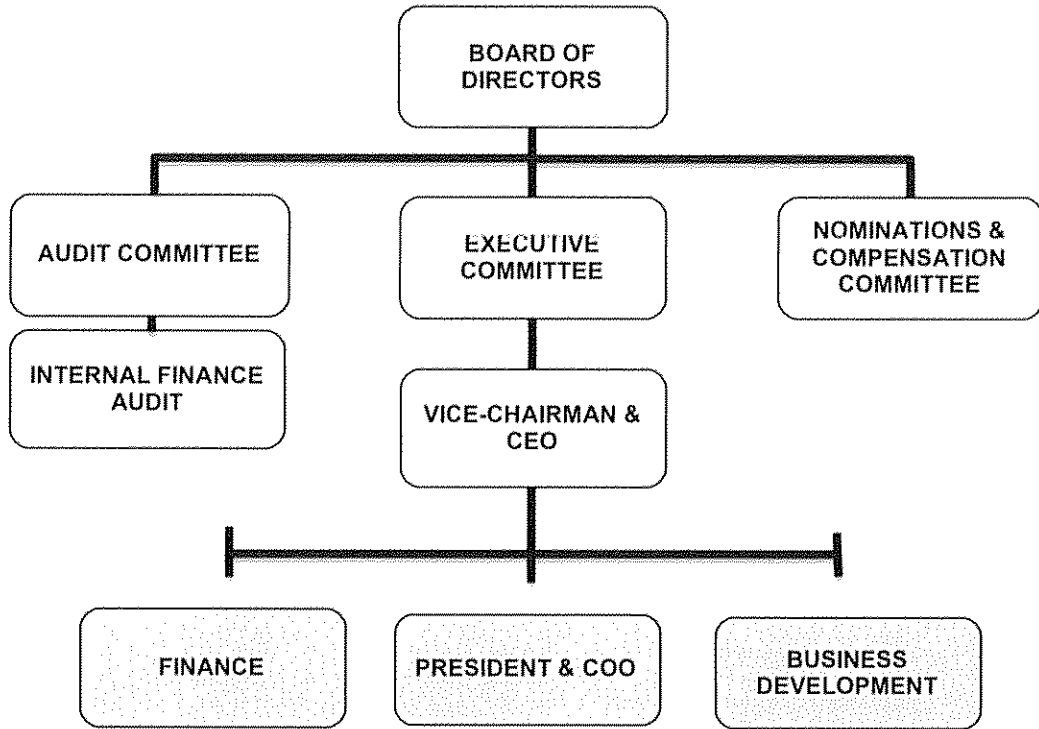 BOARD OF
DIRECTORS
AUDIT COMMITTEE
EXECUTIVE
COMMITTEE
NOMINATIONS &
COMPENSATION
COMMITTEE
INTERNAL FINANCE
AUDIT
VICE-CHAIRMAN &
CEO
FINANCE
PRESIDENT & COO
BUSINESS
DEVELOPMENT